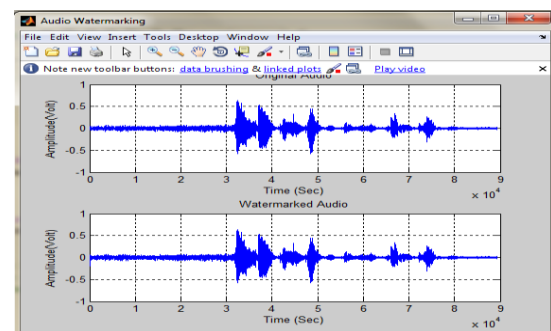 Audio Watermarking
File Edit View Insert Tools Desktop Window Help
Note new toolbar buttons: data brushing & linked plots Play video
Original Audio
1
0.5
0
-0.5
-1
Amplitude(Volt)
0 1 2 3 4 5 6 7 8 9
Time (Sec)
x 10^4
Watermarked Audio
1
0.5
0
-0.5
-1
Amplitude(Volt)
0 1 2 3 4 5 6 7 8 9
Time (Sec)
x 10^4